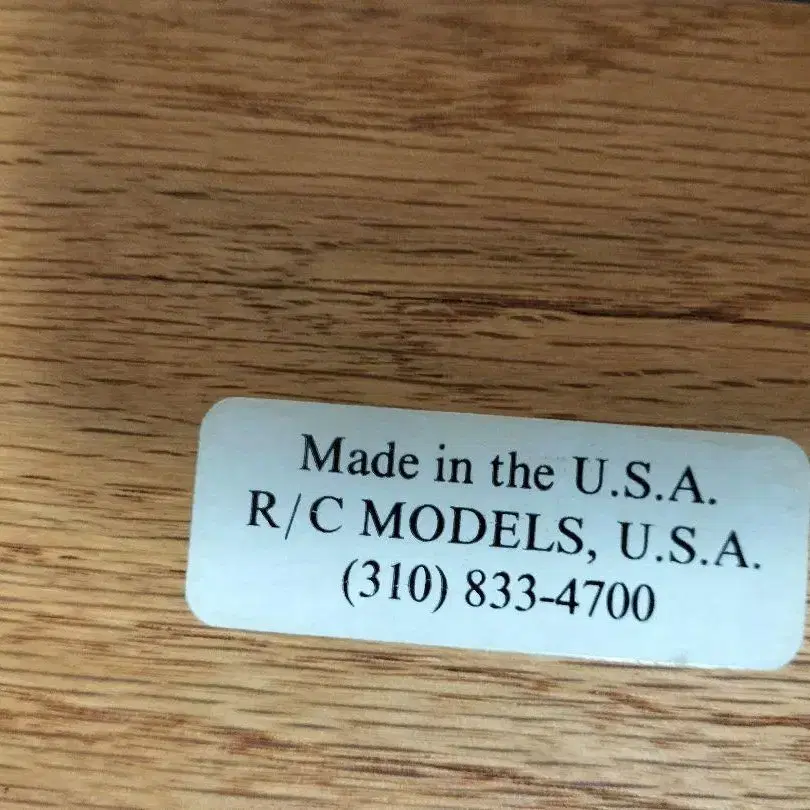 Made in the U.S.A.
R/C MODELS, U.S.A.
(310) 833-4700